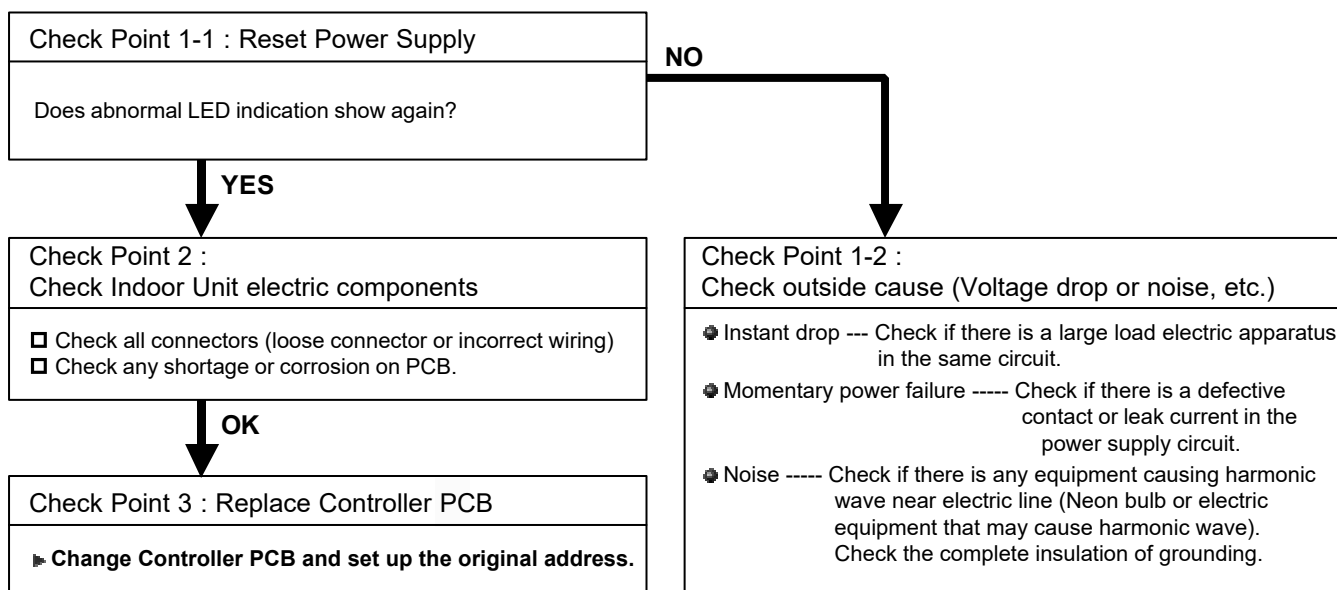 Check Point 1-1 : Reset Power Supply
Does abnormal LED indication show again?
NO
YES
Check Point 2 :
Check Indoor Unit electric components
☐ Check all connectors (loose connector or incorrect wiring)
☐ Check any shortage or corrosion on PCB.
OK
Check Point 3 : Replace Controller PCB
Change Controller PCB and set up the original address.
Check Point 1-2 :
Check outside cause (Voltage drop or noise, etc.)
Instant drop --- Check if there is a large load electric apparatus
in the same circuit.
Momentary power failure ----- Check if there is a defective
contact or leak current in the
power supply circuit.
Noise ----- Check if there is any equipment causing harmonic
wave near electric line (Neon bulb or electric
equipment that may cause harmonic wave).
Check the complete insulation of grounding.